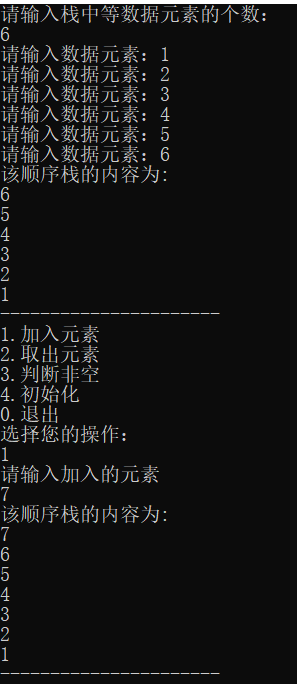 请输入栈中等数据元素的个数：
6
请输入数据元素：1
请输入数据元素：2
请输入数据元素：3
请输入数据元素：4
请输入数据元素：5
请输入数据元素：6
该顺序栈的内容为:
6
5
4
3
2
1
----------------------
1.加入元素
2.取出元素
3.判断非空
4.初始化
0.退出
选择您的操作：
1
请输入加入的元素
7
该顺序栈的内容为:
7
6
5
4
3
2
1
----------------------